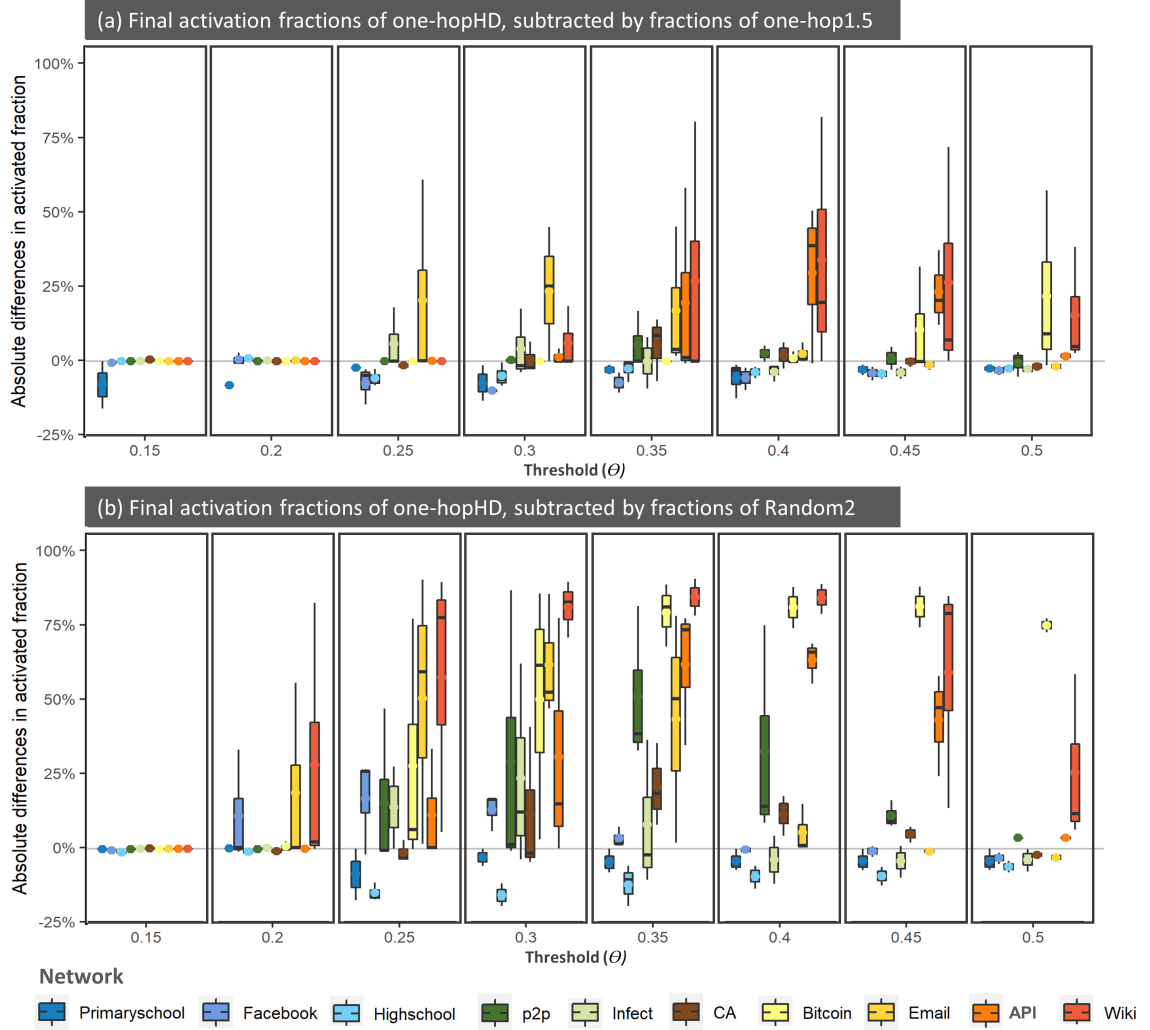 (a) Final activation fractions of one-hopHD, subtracted by fractions of one-hop1.5
Absolute differences in activated fraction
100%
75%
50%
25%
0%
-25%
0.15 0.2 0.25 0.3 0.35 0.4 0.45 0.5
Threshold (Θ)
(b) Final activation fractions of one-hopHD, subtracted by fractions of Random2
Absolute differences in activated fraction
100%
75%
50%
25%
0%
-25%
0.15 0.2 0.25 0.3 0.35 0.4 0.45 0.5
Threshold (Θ)
Network
Primaryschool Facebook Highschool p2p Infect CA Bitcoin Email API Wiki